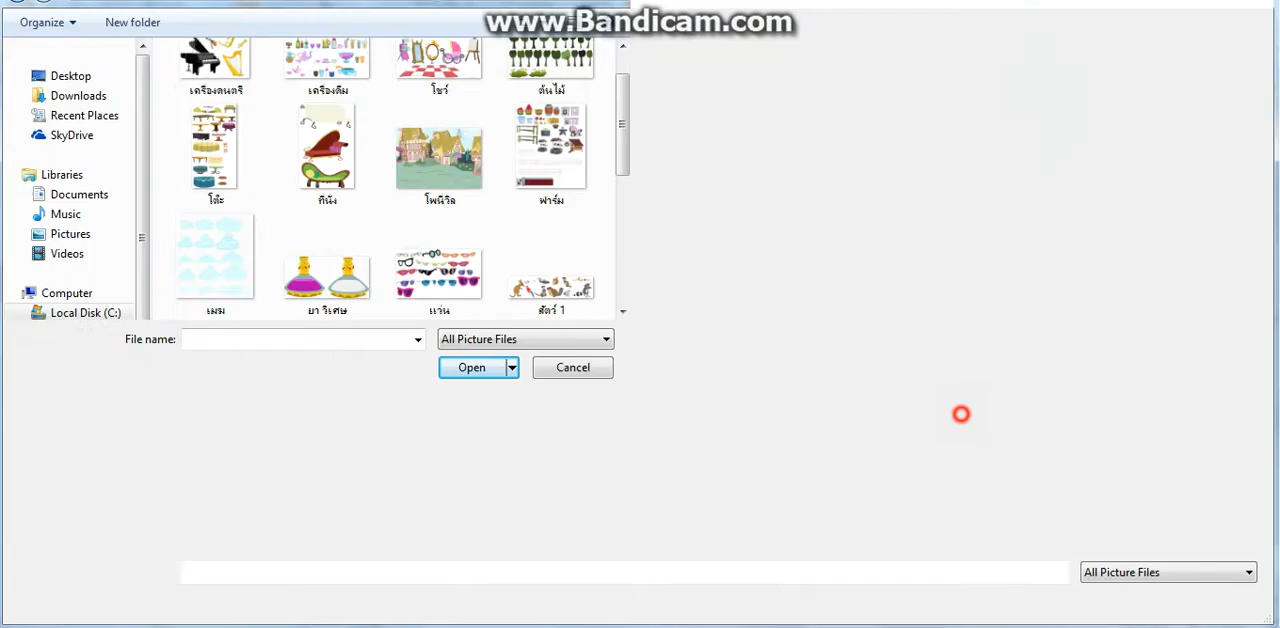 www.Bandicam.com
Organize
New folder
Desktop
Downloads
Recent Places
SkyDrive
Libraries
Documents
Music
Pictures
Videos
Computer
Local Disk (C:)
เครื่องดนตรี
เครื่องดื่ม
โชว์
ต้นไม้
โต๊ะ
ที่นั่ง
โพนีวิล
ฟาร์ม
เมฆ
ยา วิเศษ
แว่น
สัตว์ 1
File name:
All Picture Files
Open
Cancel
All Picture Files